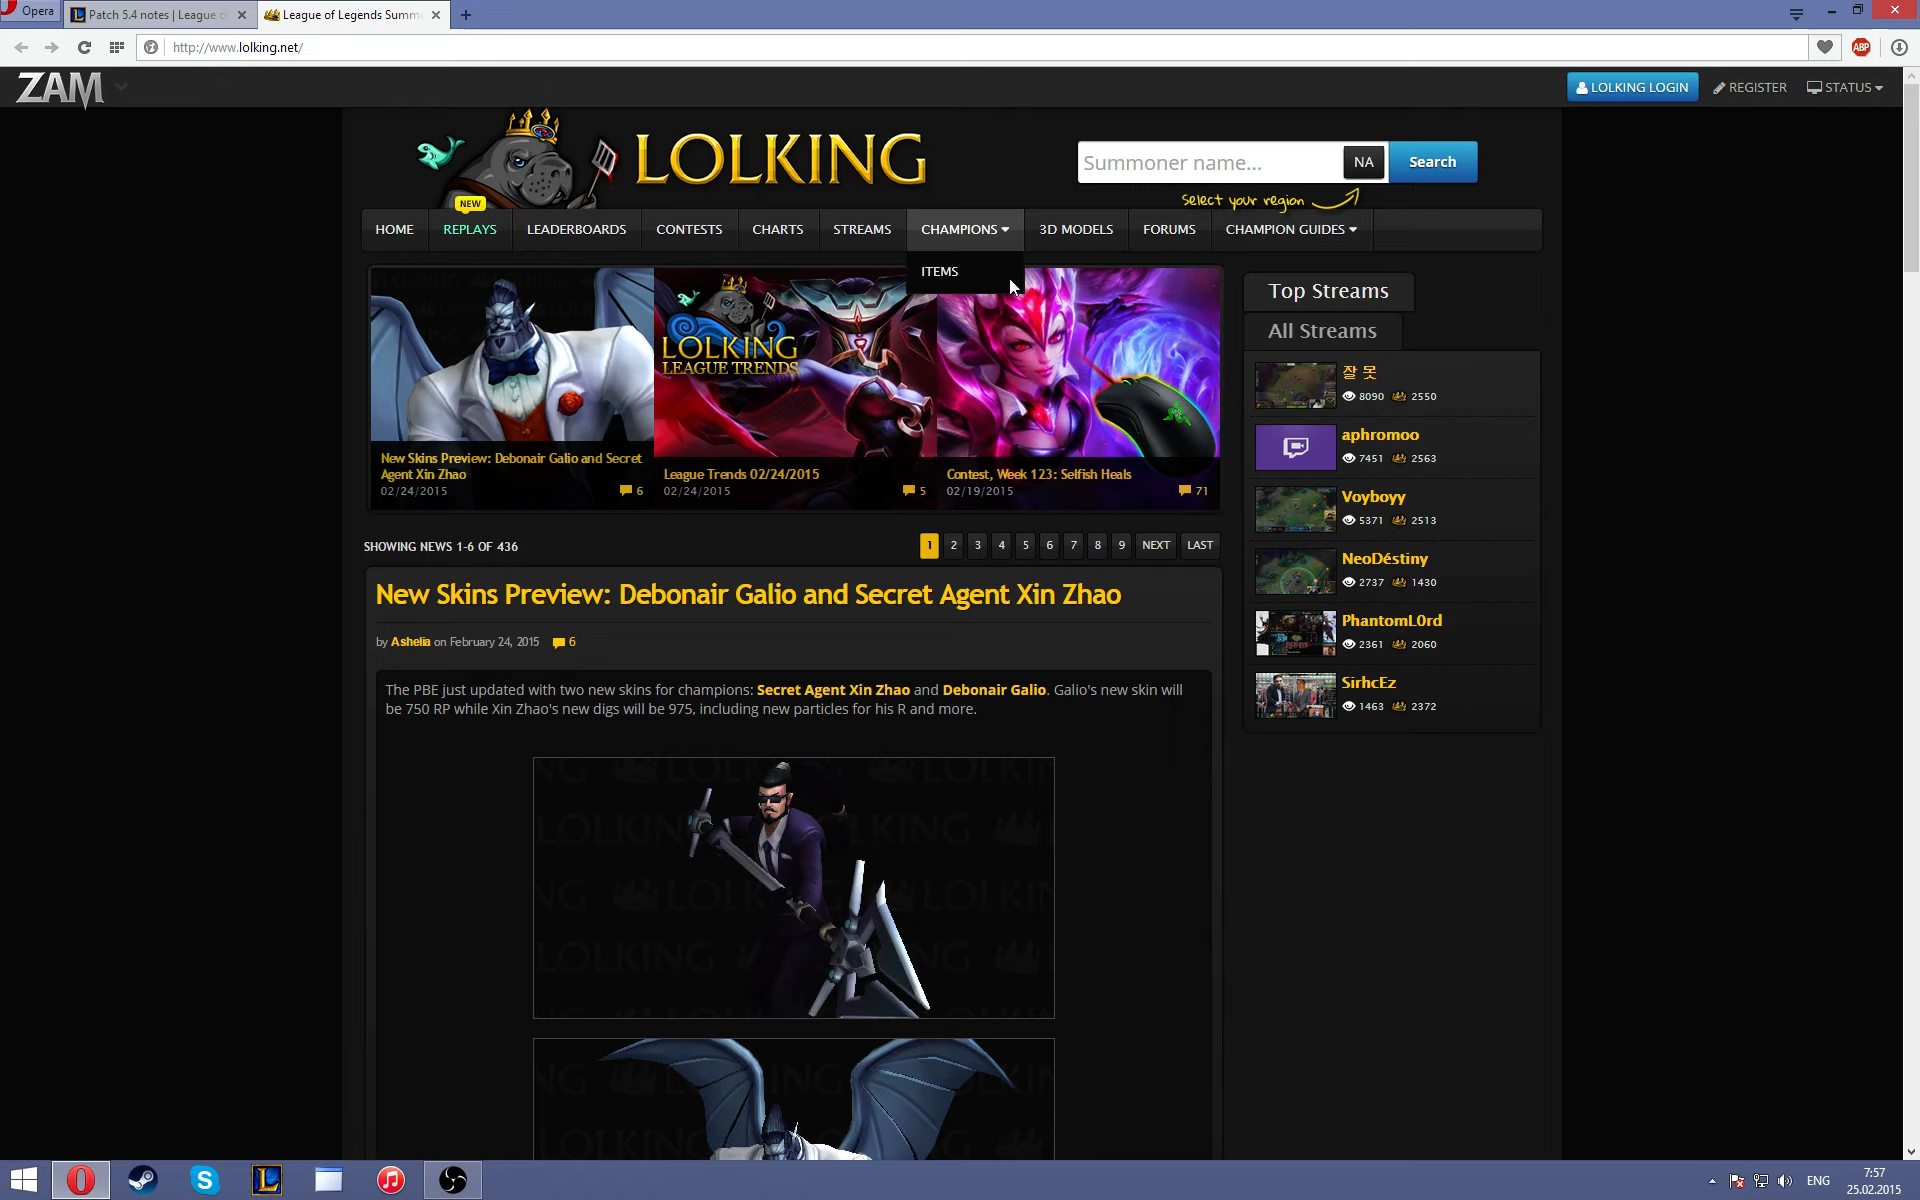 Opera
Patch 5.4 notes | League o
League of Legends Summ
http://www.lolking.net/
ABP
ZAM
LOLKING LOGIN
REGISTER
STATUS
LOLKING
Summoner name...
NA
Search
Select your region
NEW
HOME
REPLAYS
LEADERBOARDS
CONTESTS
CHARTS
STREAMS
CHAMPIONS
3D MODELS
FORUMS
CHAMPION GUIDES
ITEMS
LOLKING
LEAGUE TRENDS
New Skins Preview: Debonair Galio and Secret
Agent Xin Zhao
02/24/2015
6
League Trends 02/24/2015
02/24/2015
5
Contest, Week 123: Selfish Heals
02/19/2015
71
Top Streams
All Streams
잘 못
8090 2550
aphromoo
7451 2563
Voyboyy
5371 2513
NeoDéstiny
2737 1430
PhantomL0rd
2361 2060
SirhcEz
1463 2372
SHOWING NEWS 1-6 OF 436
1 2 3 4 5 6 7 8 9 NEXT LAST
New Skins Preview: Debonair Galio and Secret Agent Xin Zhao
by Ashelia on February 24, 2015 6
The PBE just updated with two new skins for champions: Secret Agent Xin Zhao and Debonair Galio. Galio's new skin will
be 750 RP while Xin Zhao's new digs will be 975, including new particles for his R and more.
LOLKING
LOLKING
LOLKING
ENG
7:57
25.02.2015